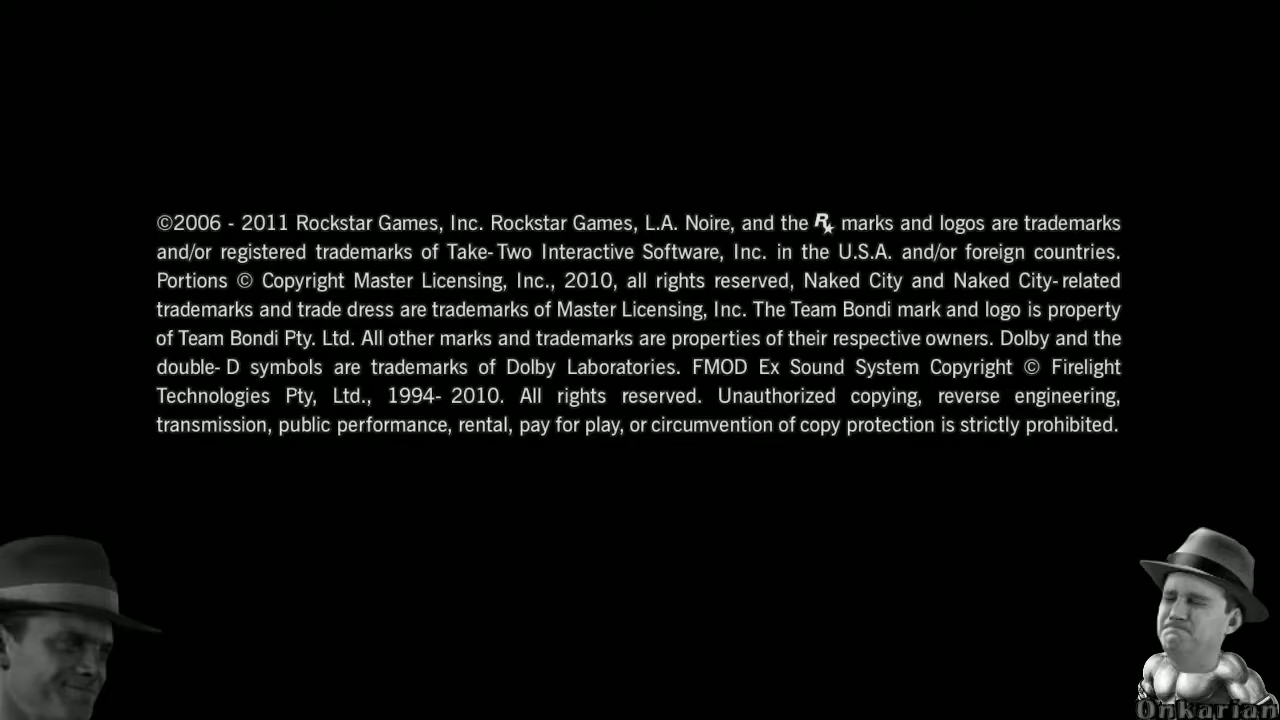 ©2006 - 2011 Rockstar Games, Inc. Rockstar Games, L.A. Noire, and the R★ marks and logos are trademarks
and/or registered trademarks of Take-Two Interactive Software, Inc. in the U.S.A. and/or foreign countries.
Portions © Copyright Master Licensing, Inc., 2010, all rights reserved, Naked City and Naked City-related
trademarks and trade dress are trademarks of Master Licensing, Inc. The Team Bondi mark and logo is property
of Team Bondi Pty. Ltd. All other marks and trademarks are properties of their respective owners. Dolby and the
double- D symbols are trademarks of Dolby Laboratories. FMOD Ex Sound System Copyright © Firelight
Technologies Pty, Ltd., 1994- 2010. All rights reserved. Unauthorized copying, reverse engineering,
transmission, public performance, rental, pay for play, or circumvention of copy protection is strictly prohibited.
Onkarian